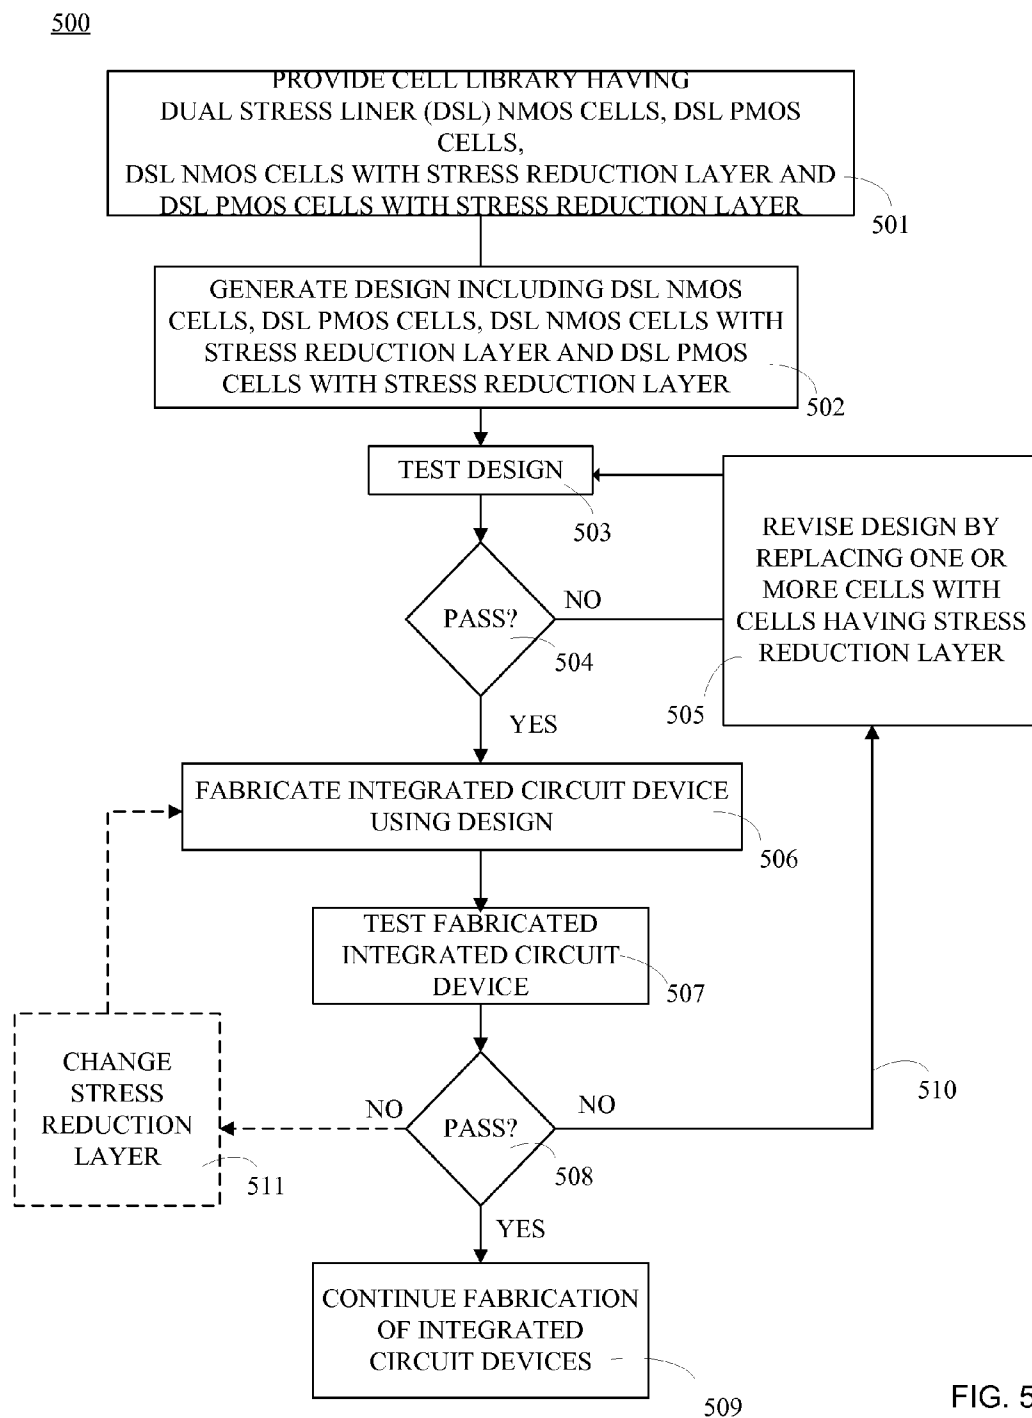 500
PROVIDE CELL LIBRARY HAVING
DUAL STRESS LINER (DSL) NMOS CELLS, DSL PMOS
CELLS,
DSL NMOS CELLS WITH STRESS REDUCTION LAYER AND
DSL PMOS CELLS WITH STRESS REDUCTION LAYER
501
GENERATE DESIGN INCLUDING DSL NMOS
CELLS, DSL PMOS CELLS, DSL NMOS CELLS WITH
STRESS REDUCTION LAYER AND DSL PMOS
CELLS WITH STRESS REDUCTION LAYER
502
TEST DESIGN
503
REVISE DESIGN BY
REPLACING ONE OR
MORE CELLS WITH
CELLS HAVING STRESS
REDUCTION LAYER
505
PASS?
NO
504
YES
FABRICATE INTEGRATED CIRCUIT DEVICE
USING DESIGN
506
TEST FABRICATED
INTEGRATED CIRCUIT
DEVICE
507
CHANGE
STRESS
REDUCTION
LAYER
511
NO
PASS?
NO
508
510
YES
CONTINUE FABRICATION
OF INTEGRATED
CIRCUIT DEVICES
509
FIG. 5